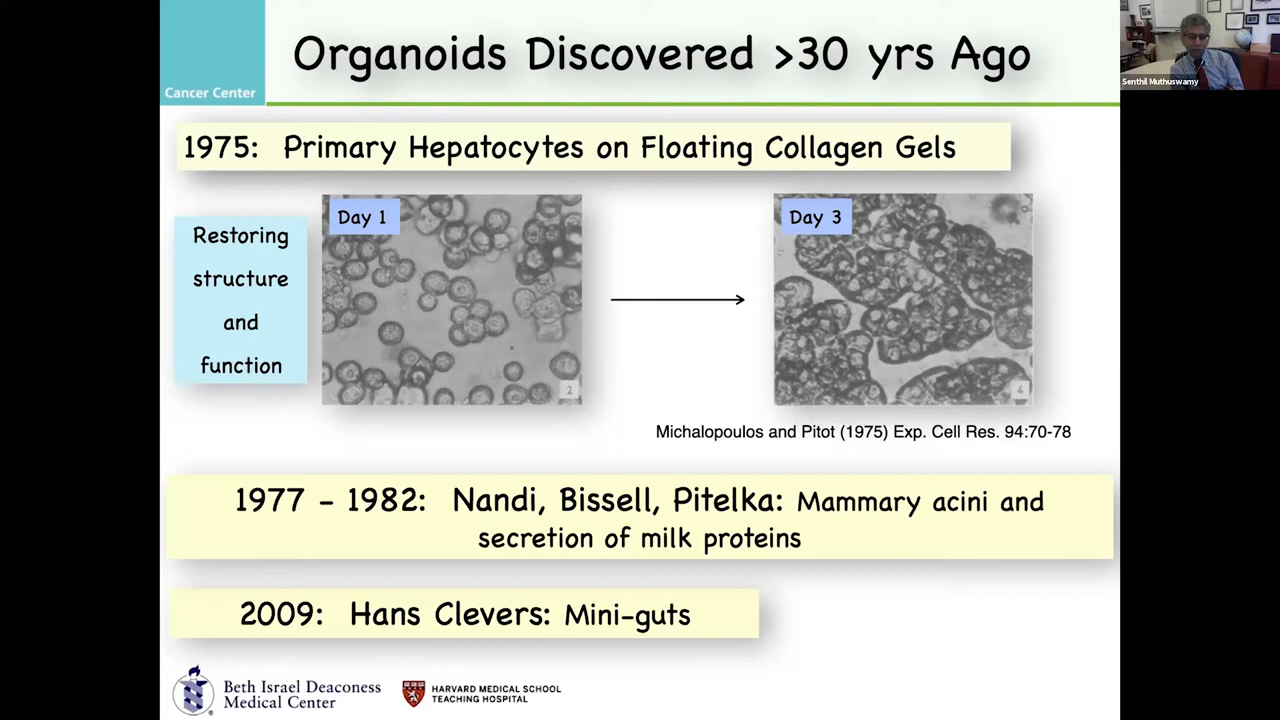 Cancer Center
Organoids Discovered >30 yrs Ago
Senthil Muthuswamy
1975: Primary Hepatocytes on Floating Collagen Gels
Restoring
structure
and
function
Day 1
2
Day 3
4
Michalopoulos and Pitot (1975) Exp. Cell Res. 94:70-78
1977 - 1982: Nandi, Bissell, Pitelka: Mammary acini and
secretion of milk proteins
2009: Hans Clevers: Mini-guts
Beth Israel Deaconess
Medical Center
HARVARD MEDICAL SCHOOL
TEACHING HOSPITAL